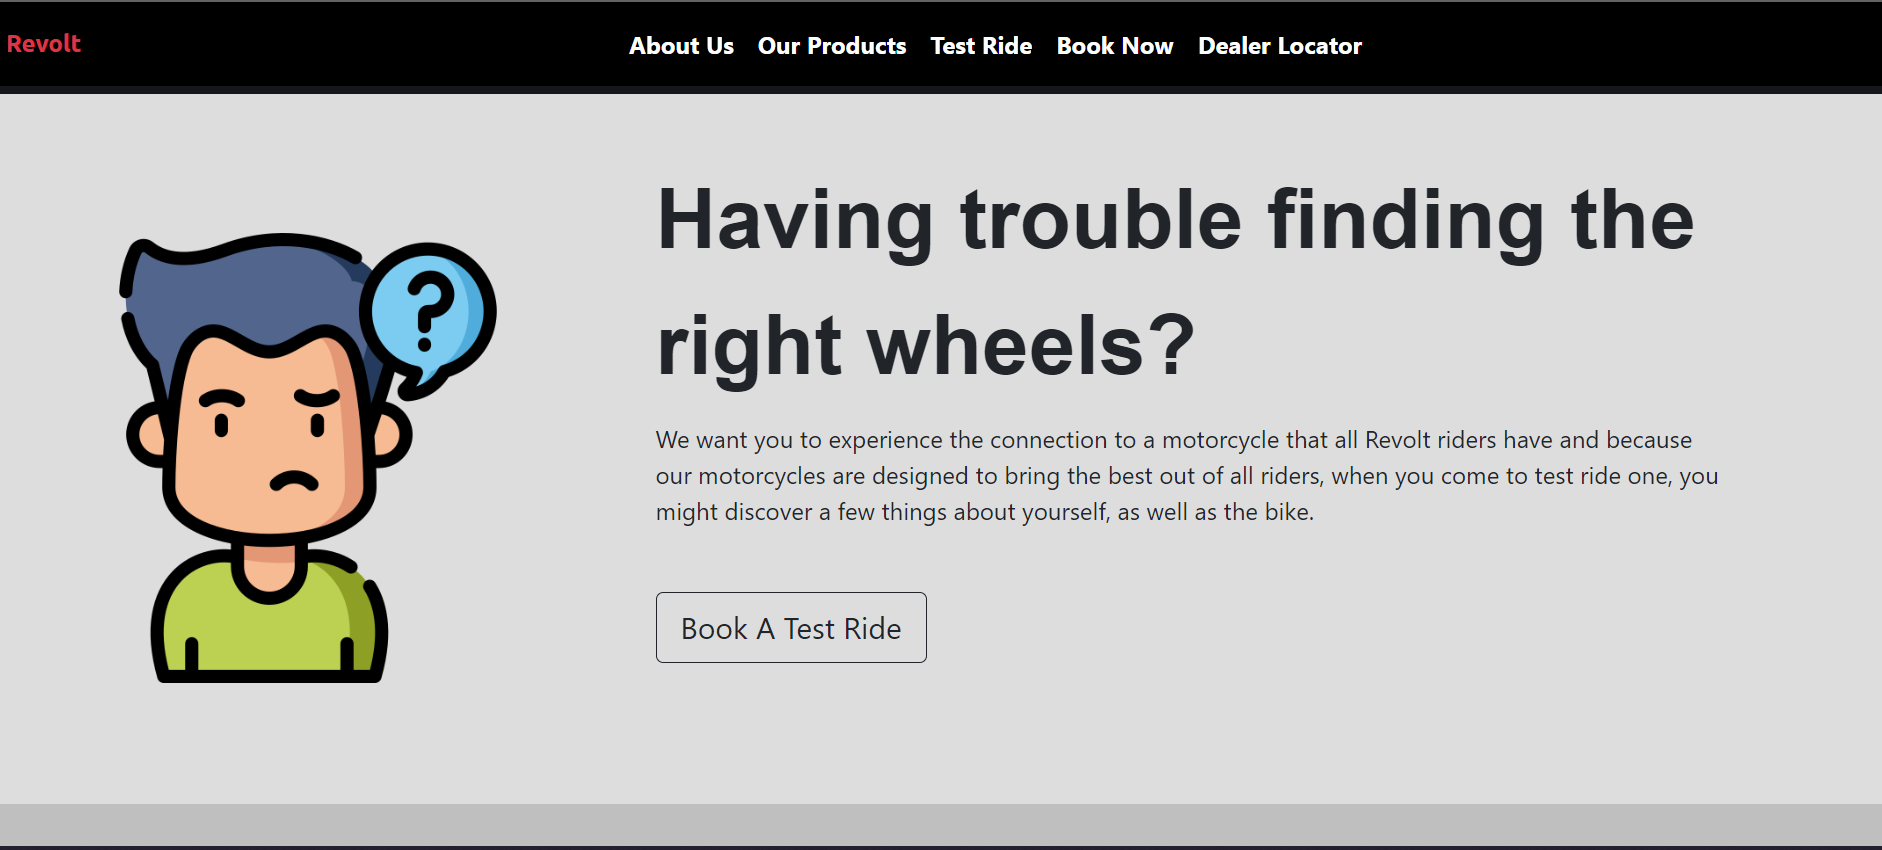 Revolt
About Us Our Products Test Ride Book Now Dealer Locator
?
Having trouble finding the
right wheels?
We want you to experience the connection to a motorcycle that all Revolt riders have and because
our motorcycles are designed to bring the best out of all riders, when you come to test ride one, you
might discover a few things about yourself, as well as the bike.
Book A Test Ride